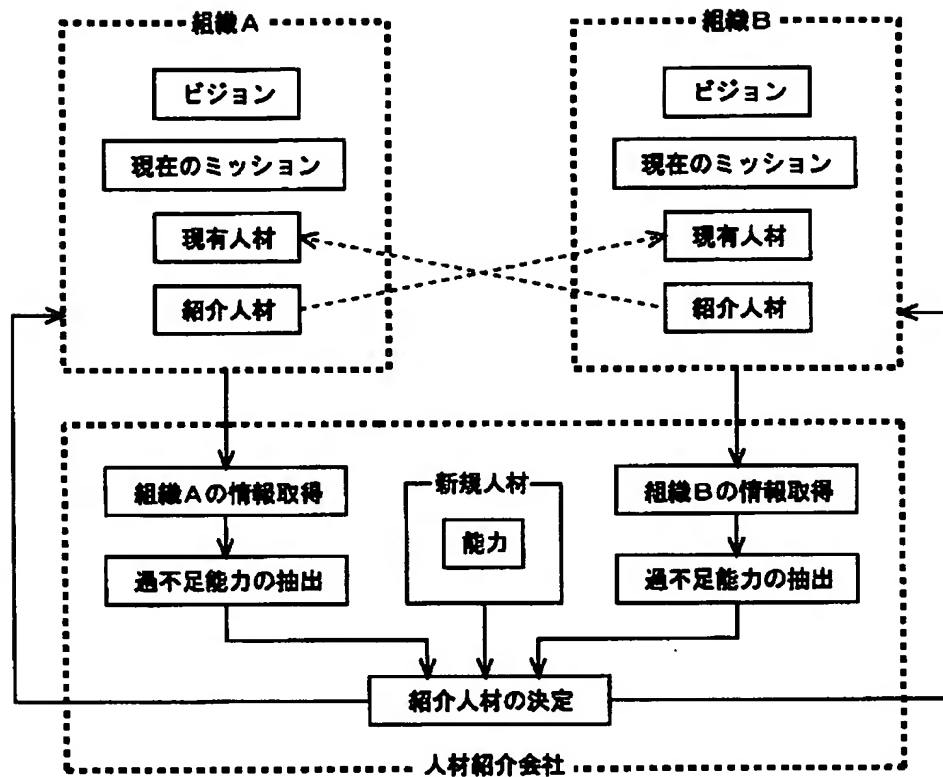 組織A
ビジョン
現在のミッション
現有人材
紹介人材
組織B
ビジョン
現在のミッション
現有人材
紹介人材
組織Aの情報取得
過不足能力の抽出
新規人材
能力
組織Bの情報取得
過不足能力の抽出
紹介人材の決定
人材紹介会社